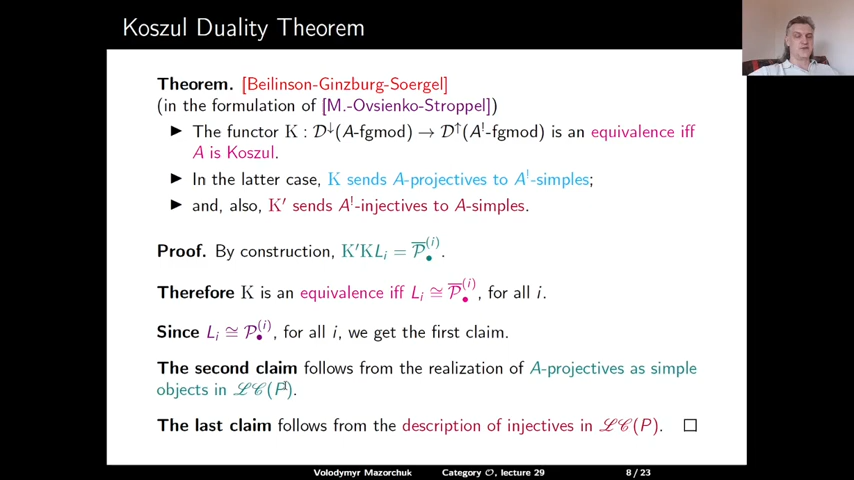 Koszul Duality Theorem
Theorem. [Beilinson-Ginzburg-Soergel]
(in the formulation of [M.-Ovsienko-Stroppel])
▶ The functor K : 𝒟↓(A-fgmod) → 𝒟↑(A!-fgmod) is an equivalence iff
A is Koszul.
▶ In the latter case, K sends A-projectives to A!-simples;
▶ and, also, K′ sends A!-injectives to A-simples.
Proof. By construction, K′KLᵢ = 𝒫̅•⁽ⁱ⁾.
Therefore K is an equivalence iff Lᵢ ≅ 𝒫̅•⁽ⁱ⁾, for all i.
Since Lᵢ ≅ 𝒫•⁽ⁱ⁾, for all i, we get the first claim.
The second claim follows from the realization of A-projectives as simple
objects in ℒ𝒞(P).
The last claim follows from the description of injectives in ℒ𝒞(P). □
Volodymyr Mazorchuk Category 𝒪, lecture 29 8 / 23